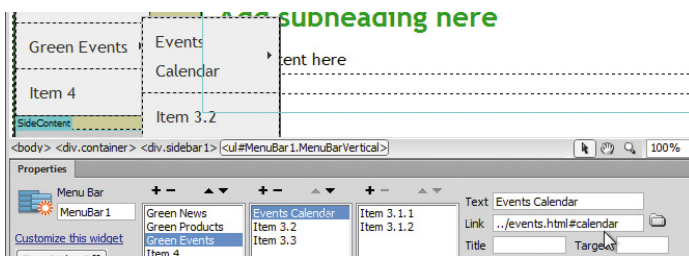 Add subheading here
Green Events
Events
Calendar
tent here
Item 4
Item 3.2
SideContent
<body> <div.container> <div.sidebar1> <ul#MenuBar1.MenuBarVertical>
100%
Properties
Menu Bar
MenuBar1
Customize this widget
Green News
Green Products
Green Events
Item 4
Events Calendar
Item 3.2
Item 3.3
Item 3.1.1
Item 3.1.2
Text Events Calendar
Link ../events.html#calendar
Title
Target